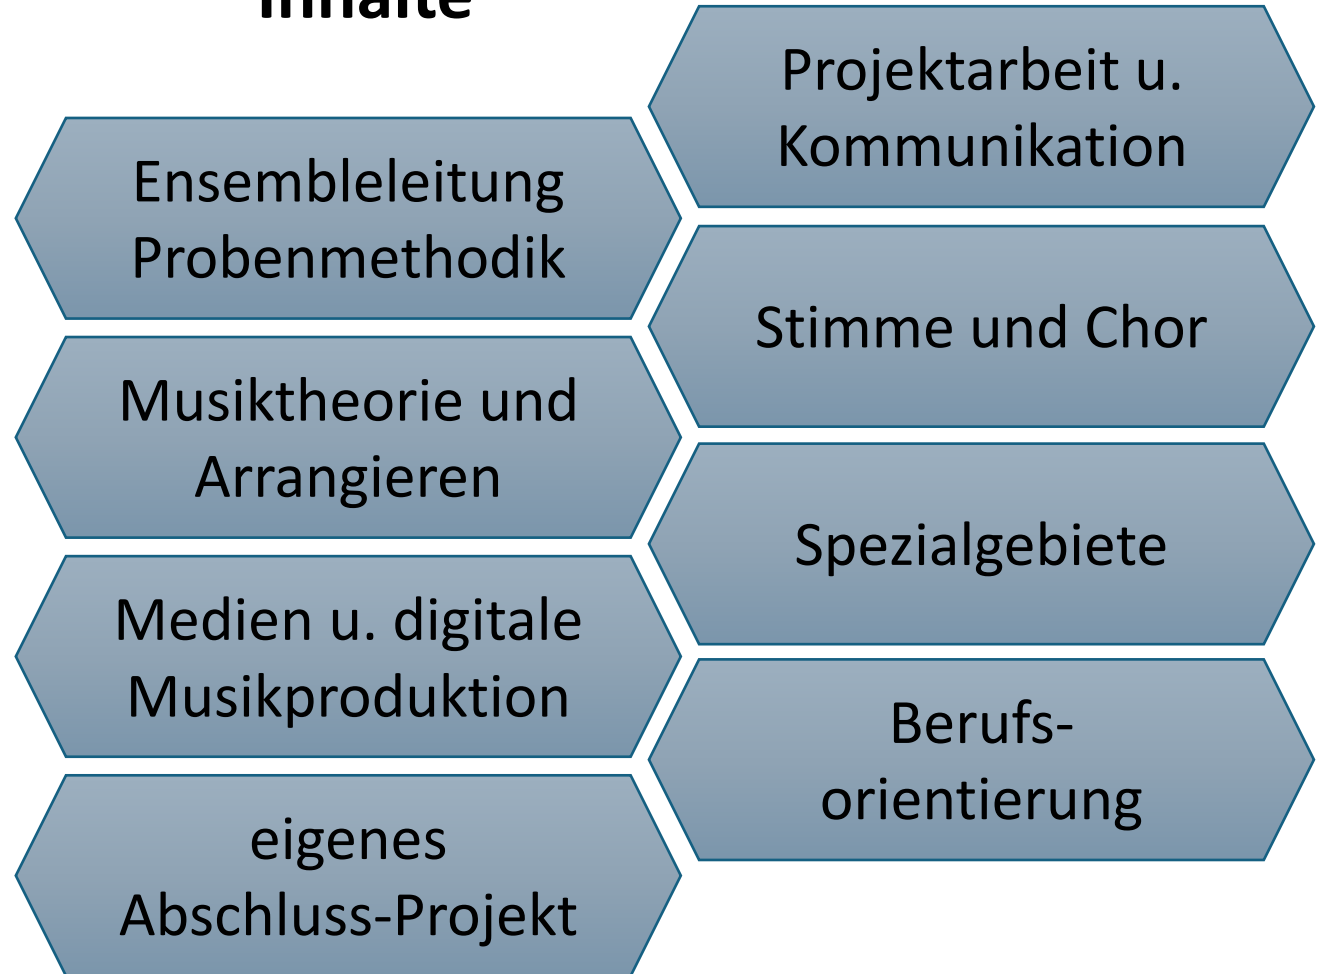 Inhalte
Ensembleleitung
Probenmethodik
Musiktheorie und
Arrangieren
Medien u. digitale
Musikproduktion
eigenes
Abschluss-Projekt
Projektarbeit u.
Kommunikation
Stimme und Chor
Spezialgebiete
Berufs-
orientierung